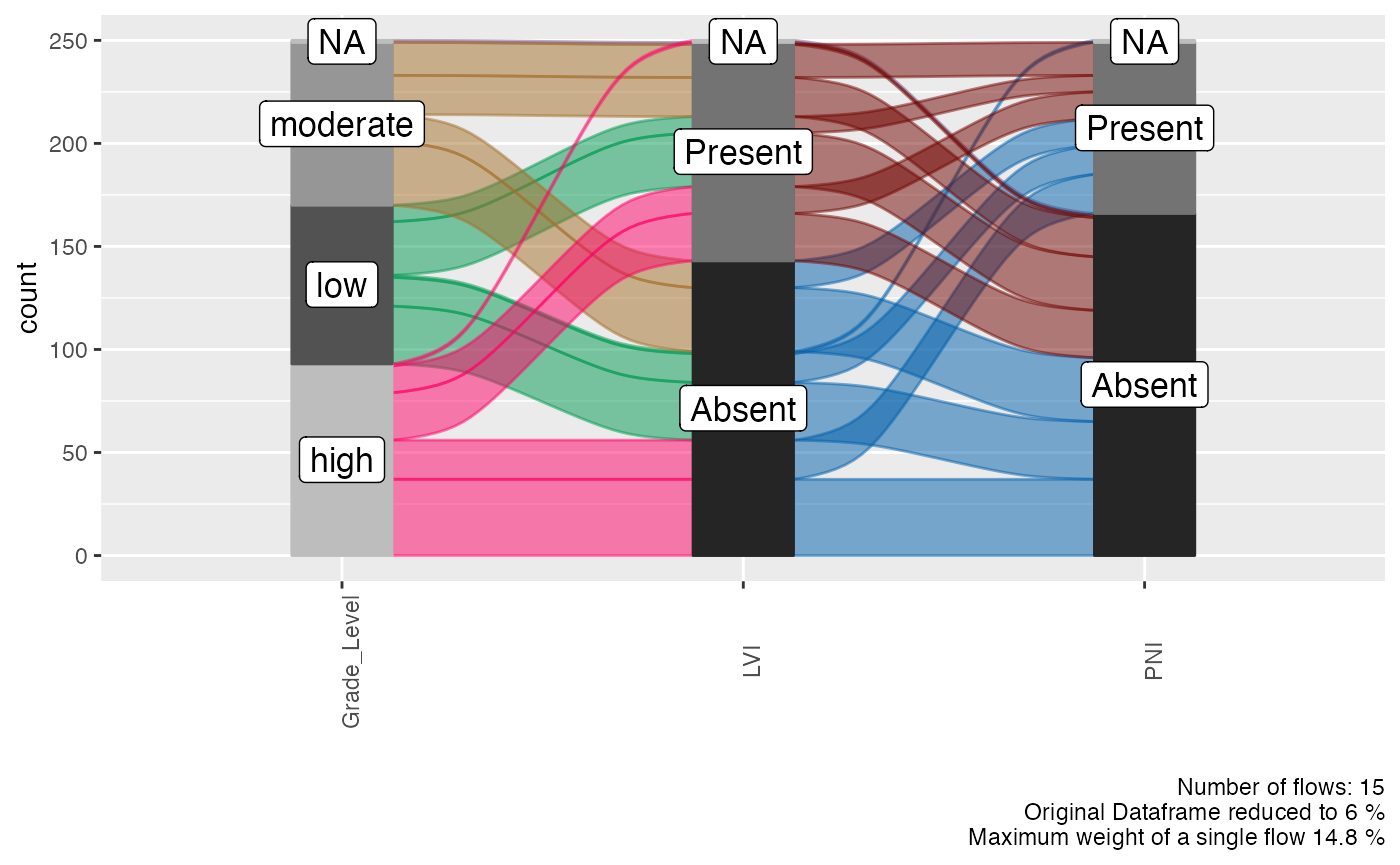 count
250
200
150
100
50
0
NA
moderate
low
high
NA
Present
Absent
NA
Present
Absent
Grade_Level
LVI
PNI
Number of flows: 15
Original Dataframe reduced to 6 %
Maximum weight of a single flow 14.8 %